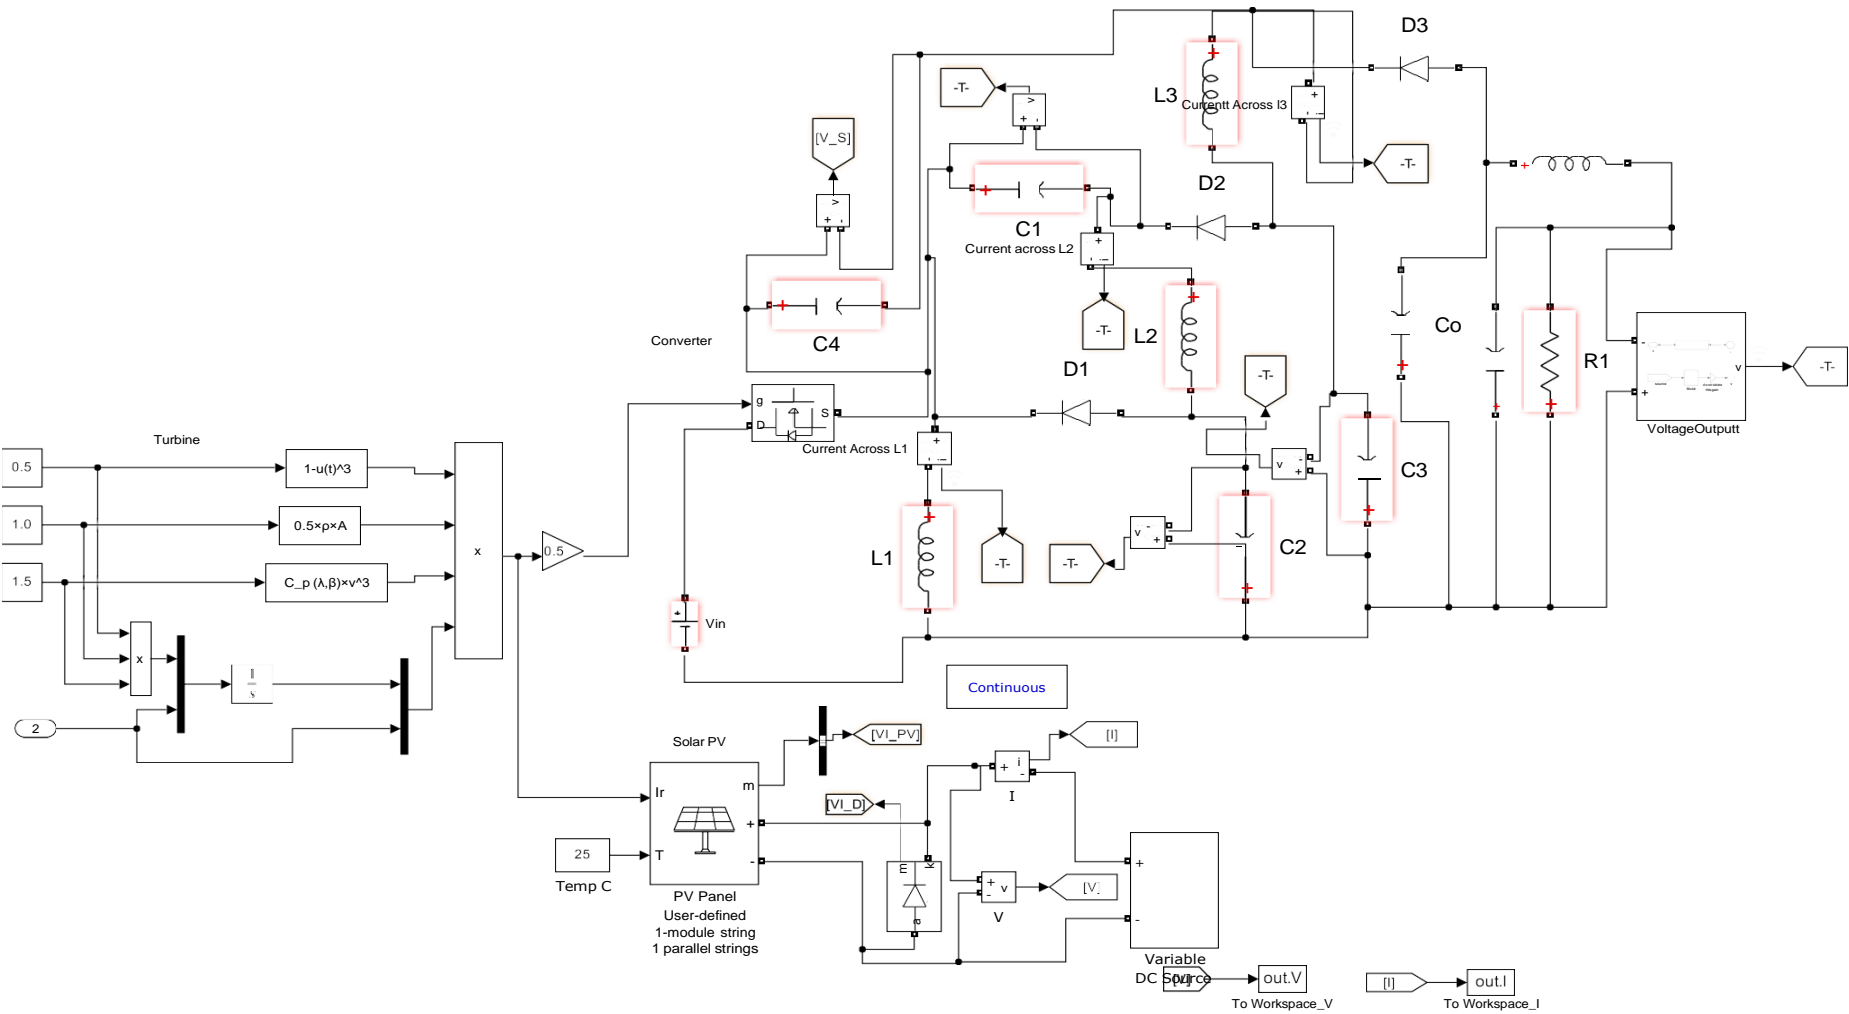 D3
-T-
L3
Currentt Across I3
-T-
[V_S]
D2
C1
Current across L2
C4
Converter
-T-
L2
D1
-T-
Co
R1
-T-
VoltageOutputt
g
D
S
Current Across L1
Turbine
0.5
1-u(t)^3
1.0
0.5×ρ×A
1.5
C_p (λ,β)×v^3
x
0.5
x
1
s
2
L1
-T-
-T-
C2
C3
Vin
Continuous
Solar PV
[VI_PV]
[I]
Ir
m
T
+
-
[VI_D]
m
k
a
i
I
25
Temp C
PV Panel
User-defined
1-module string
1 parallel strings
v
[V]
V
+
-
Variable
DC Source
[V]
out.V
To Workspace_V
[I]
out.I
To Workspace_I